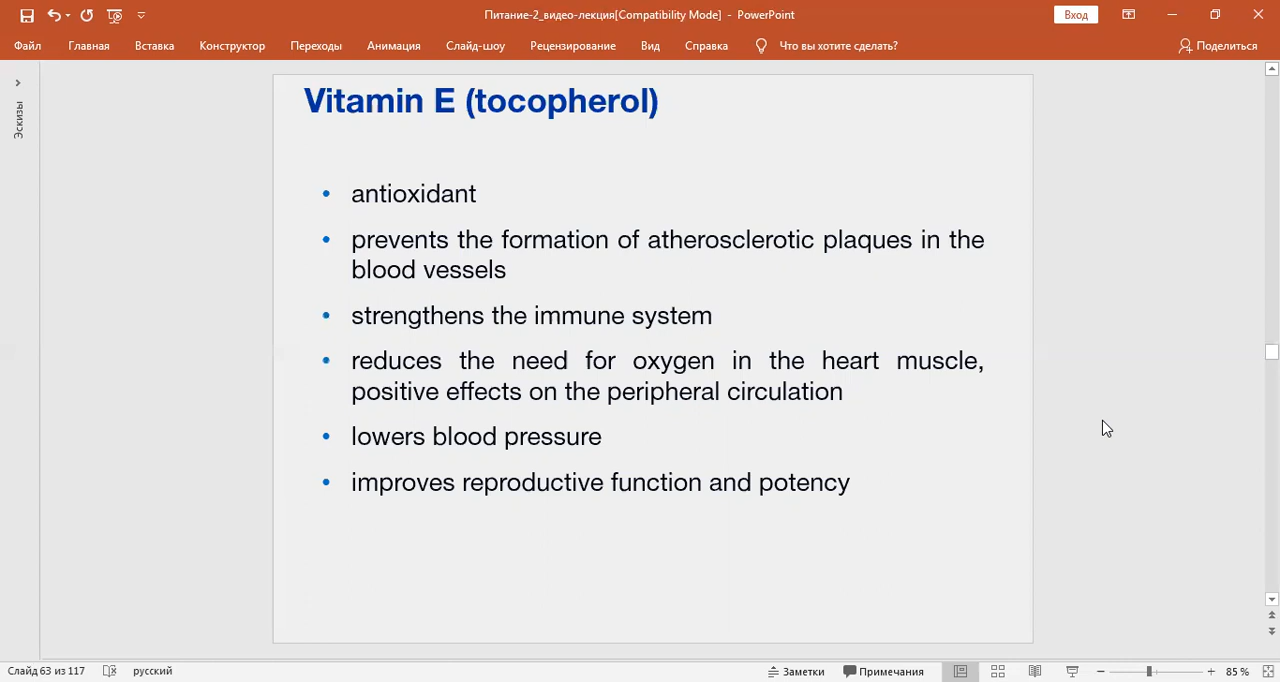 Питание-2_видео-лекция[Compatibility Mode] - PowerPoint
Вход
Файл Главная Вставка Конструктор Переходы Анимация Слайд-шоу Рецензирование Вид Справка Что вы хотите сделать? Поделиться
Эскизы
Vitamin E (tocopherol)
• antioxidant
• prevents the formation of atherosclerotic plaques in the
blood vessels
• strengthens the immune system
• reduces the need for oxygen in the heart muscle,
positive effects on the peripheral circulation
• lowers blood pressure
• improves reproductive function and potency
Слайд 63 из 117 русский Заметки Примечания 85 %